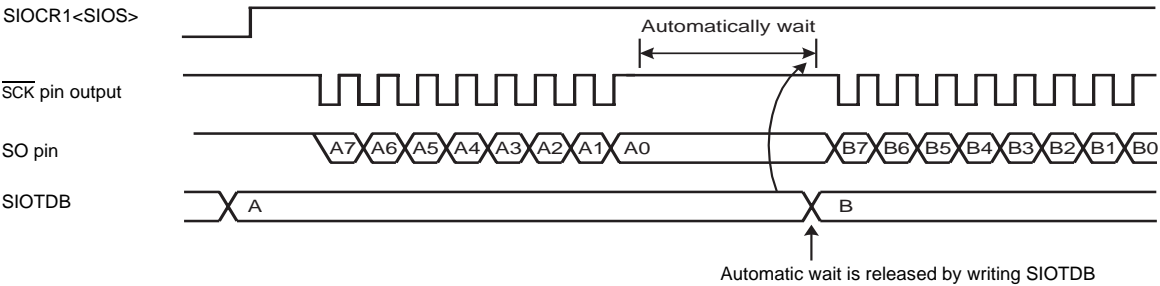 SIOCR1<SIOS>
Automatically wait
SCK pin output
SO pin
A7 A6 A5 A4 A3 A2 A1 A0 B7 B6 B5 B4 B3 B2 B1 B0
SIOTDB
A B
Automatic wait is released by writing SIOTDB